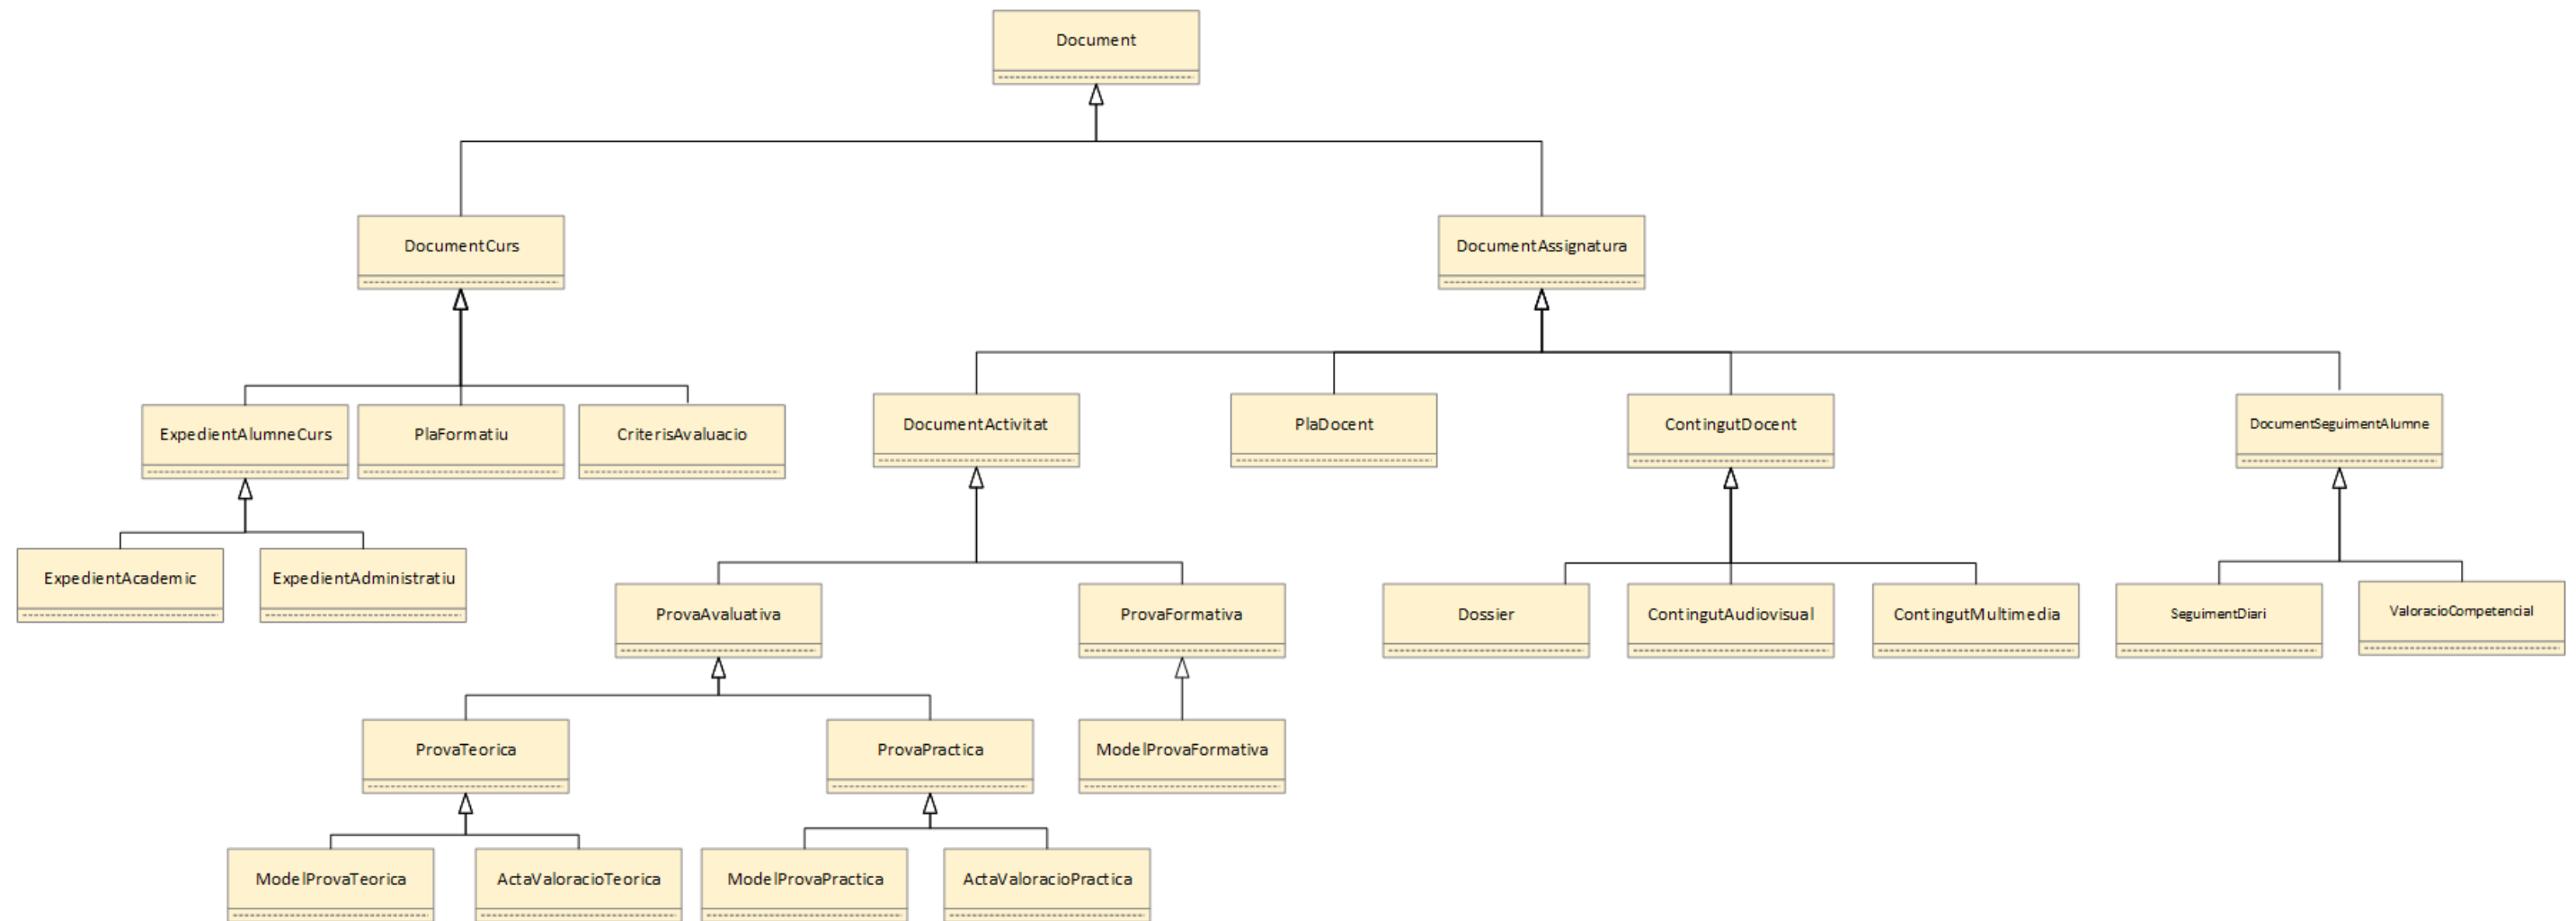 Document
DocumentCurs
DocumentAssignatura
ExpedientAlumneCurs
PlaFormatiu
CriterisAvaluacio
DocumentActivitat
PlaDocent
ContingutDocent
DocumentSeguimentAlumne
ExpedientAcademic
ExpedientAdministratiu
ProvaAvaluativa
ProvaFormativa
Dossier
ContingutAudiovisual
ContingutMultimedia
SeguimentDiari
ValoracioCompetencial
ProvaTeorica
ProvaPractica
ModelProvaFormativa
ModelProvaTeorica
ActaValoracioTeorica
ModelProvaPractica
ActaValoracioPractica